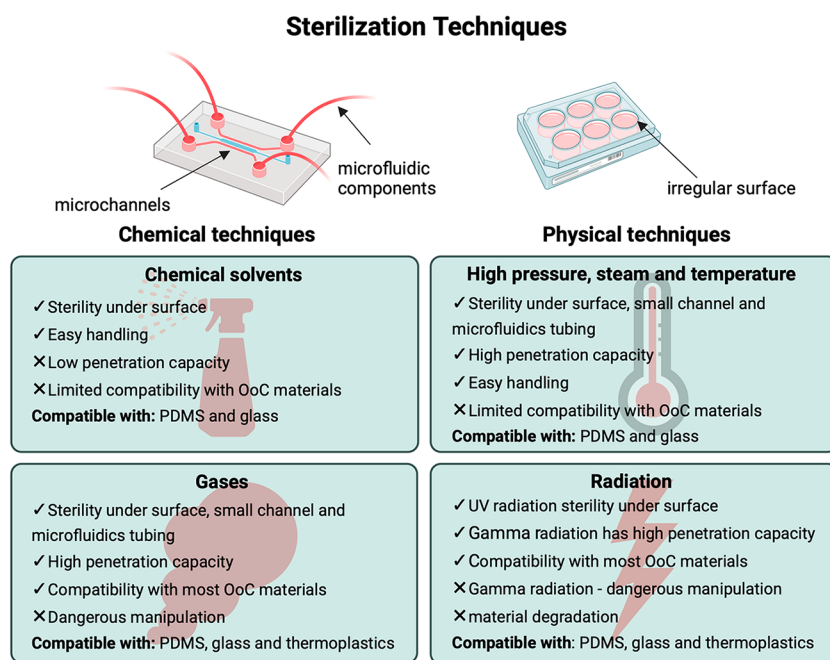 Sterilization Techniques
microfluidic
components
microchannels
irregular surface
Chemical techniques
Physical techniques
Chemical solvents
✓Sterility under surface
✓Easy handling
✕Low penetration capacity
✕Limited compatibility with OoC materials
Compatible with: PDMS and glass
High pressure, steam and temperature
✓Sterility under surface, small channel and
microfluidics tubing
✓High penetration capacity
✓Easy handling
✕Limited compatibility with OoC materials
Compatible with: PDMS and glass
Gases
✓Sterility under surface, small channel and
microfluidics tubing
✓High penetration capacity
✓Compatibility with most OoC materials
✕Dangerous manipulation
Compatible with: PDMS, glass and thermoplastics
Radiation
✓UV radiation sterility under surface
✓Gamma radiation has high penetration capacity
✓Compatibility with most OoC materials
✕Gamma radiation - dangerous manipulation
✕material degradation
Compatible with: PDMS, glass and thermoplastics